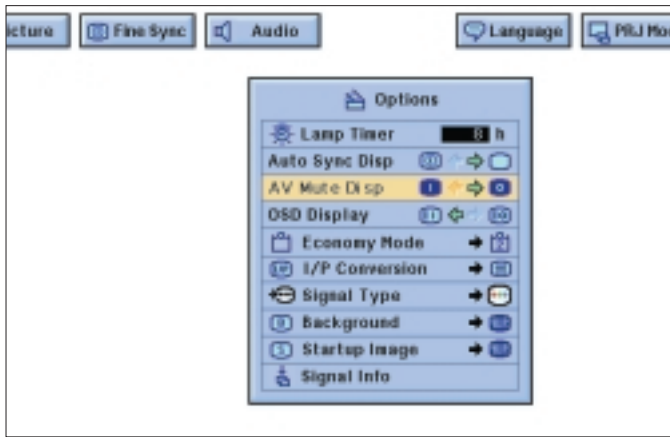 icture
Fine Sync
Audio
Language
PRJ Mo
Options
Lamp Timer 8 h
Auto Sync Disp
AV Mute Disp
OSD Display
Economy Mode
I/P Conversion
Signal Type
Background
Startup Image
Signal Info